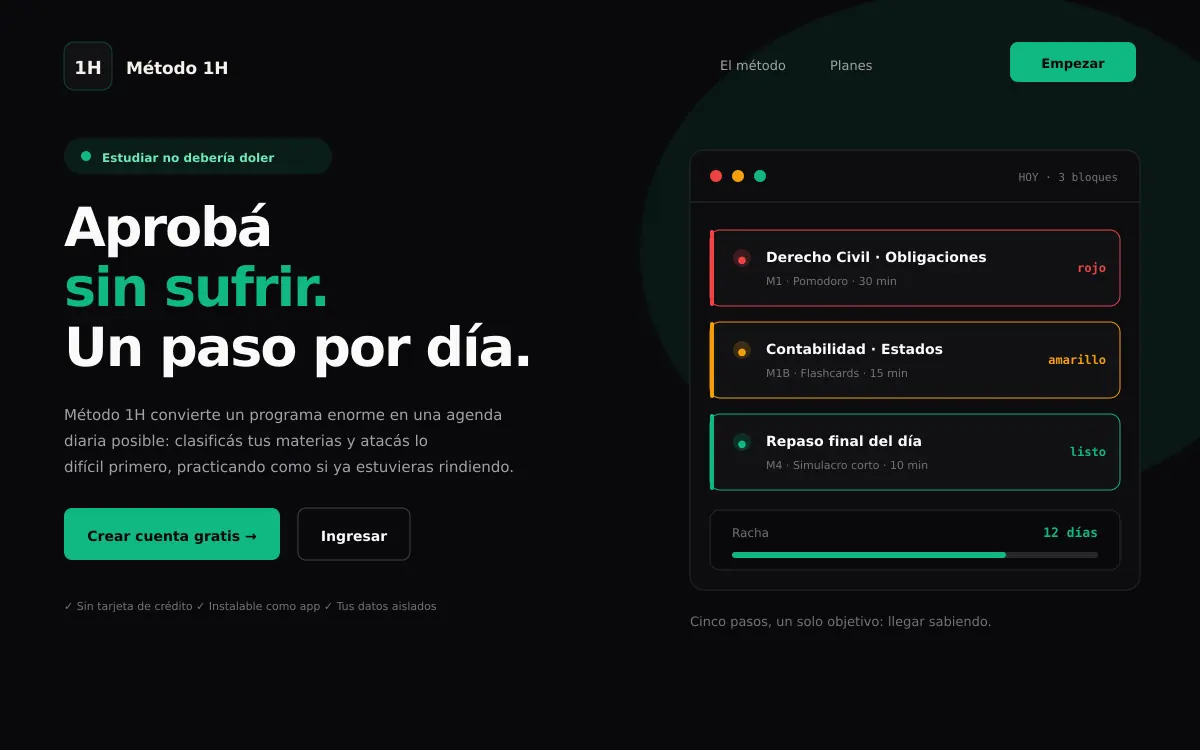 1H
Método 1H
El método
Planes
Empezar
Estudiar no debería doler
Aprobá
sin sufrir.
Un paso por día.
Método 1H convierte un programa enorme en una agenda
diaria posible: clasificás tus materias y atacás lo
difícil primero, practicando como si ya estuvieras rindiendo.
Crear cuenta gratis →
Ingresar
✓ Sin tarjeta de crédito ✓ Instalable como app ✓ Tus datos aislados
HOY · 3 bloques
Derecho Civil · Obligaciones
M1 · Pomodoro · 30 min
rojo
Contabilidad · Estados
M1B · Flashcards · 15 min
amarillo
Repaso final del día
M4 · Simulacro corto · 10 min
listo
Racha
12 días
Cinco pasos, un solo objetivo: llegar sabiendo.